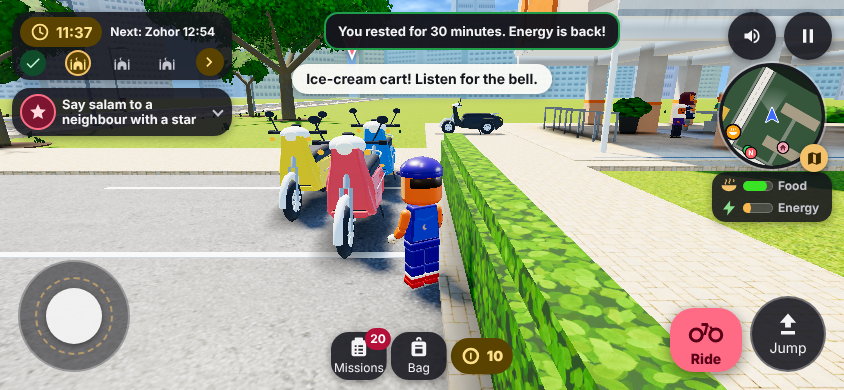 11:37
Next: Zohor 12:54
You rested for 30 minutes. Energy is back!
Ice-cream cart! Listen for the bell.
Say salam to a
neighbour with a star
N
Food
Energy
20
Missions
Bag
10
Ride
Jump